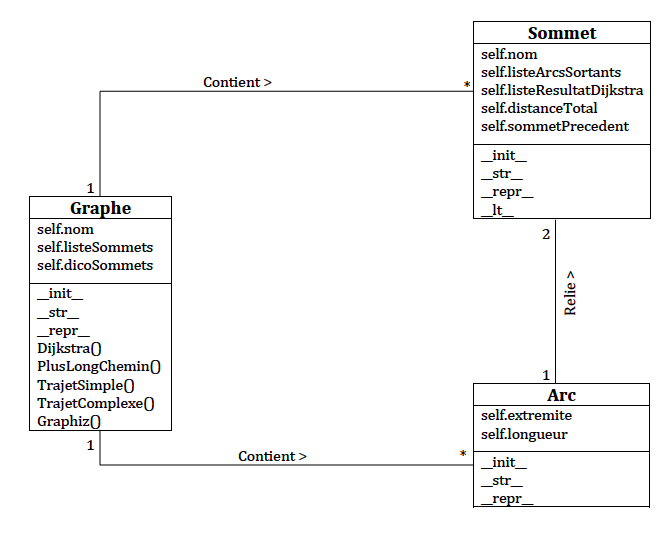 Sommet
self.nom
self.listeArcsSortants
self.listeResultatDijkstra
self.distanceTotal
self.sommetPrecedent
__init__
__str__
__repr__
__lt__
Contient >
*
1
Graphe
self.nom
self.listeSommets
self.dicoSommets
__init__
__str__
__repr__
Dijkstra()
PlusLongChemin()
TrajetSimple()
TrajetComplexe()
Graphiz()
1
2
Relie >
1
Arc
self.extremite
self.longueur
__init__
__str__
__repr__
Contient >
*